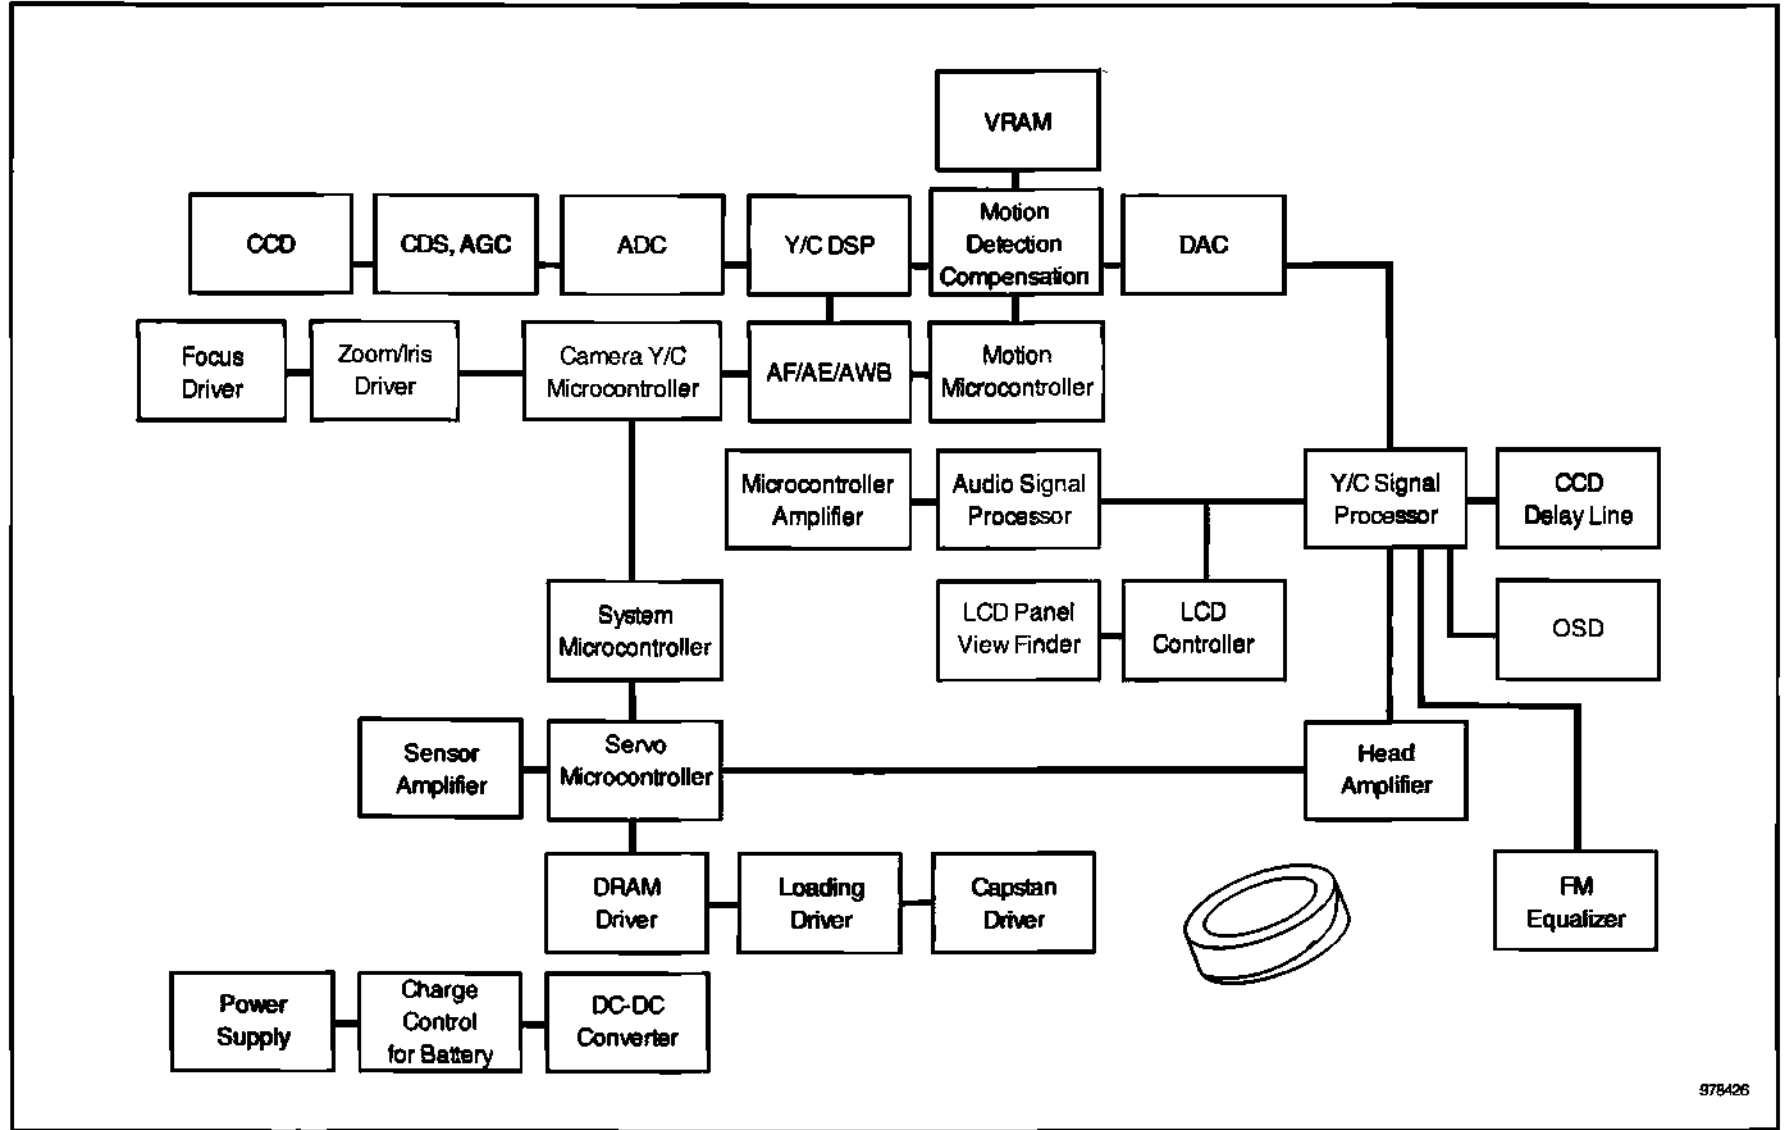 VRAM
CCD
CDS, AGC
ADC
Y/C DSP
Motion
Detection
Compensation
DAC
Focus
Driver
Zoom/Iris
Driver
Camera Y/C
Microcontroller
AF/AE/AWB
Motion
Microcontroller
Microcontroller
Amplifier
Audio Signal
Processor
Y/C Signal
Processor
CCD
Delay Line
System
Microcontroller
LCD Panel
View Finder
LCD
Controller
OSD
Sensor
Amplifier
Servo
Microcontroller
Head
Amplifier
DRAM
Driver
Loading
Driver
Capstan
Driver
FM
Equalizer
Power
Supply
Charge
Control
for Battery
DC-DC
Converter
978426